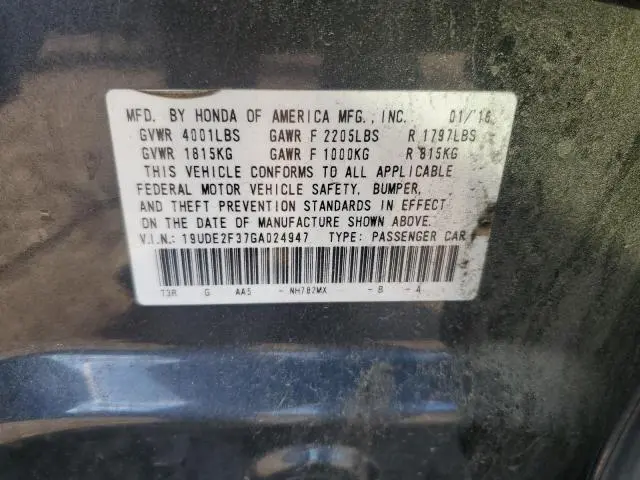 MFD. BY HONDA OF AMERICA MFG., INC. 01/16
GVWR 4001LBS GAWR F 2205LBS R 1797LBS
GVWR 1815KG GAWR F 1000KG R 815KG
THIS VEHICLE CONFORMS TO ALL APPLICABLE
FEDERAL MOTOR VEHICLE SAFETY, BUMPER,
AND THEFT PREVENTION STANDARDS IN EFFECT
ON THE DATE OF MANUFACTURE SHOWN ABOVE.
V.I.N.: 19UDE2F37GA024947 TYPE: PASSENGER CAR
T3R G AA5 - NH782MX - B - 4